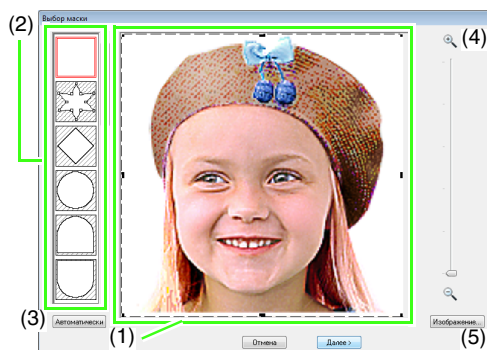 Выбор маски
(2)
(4)
(3)
Автоматически
(1)
Изображение...
(5)
Отмена
Далее >